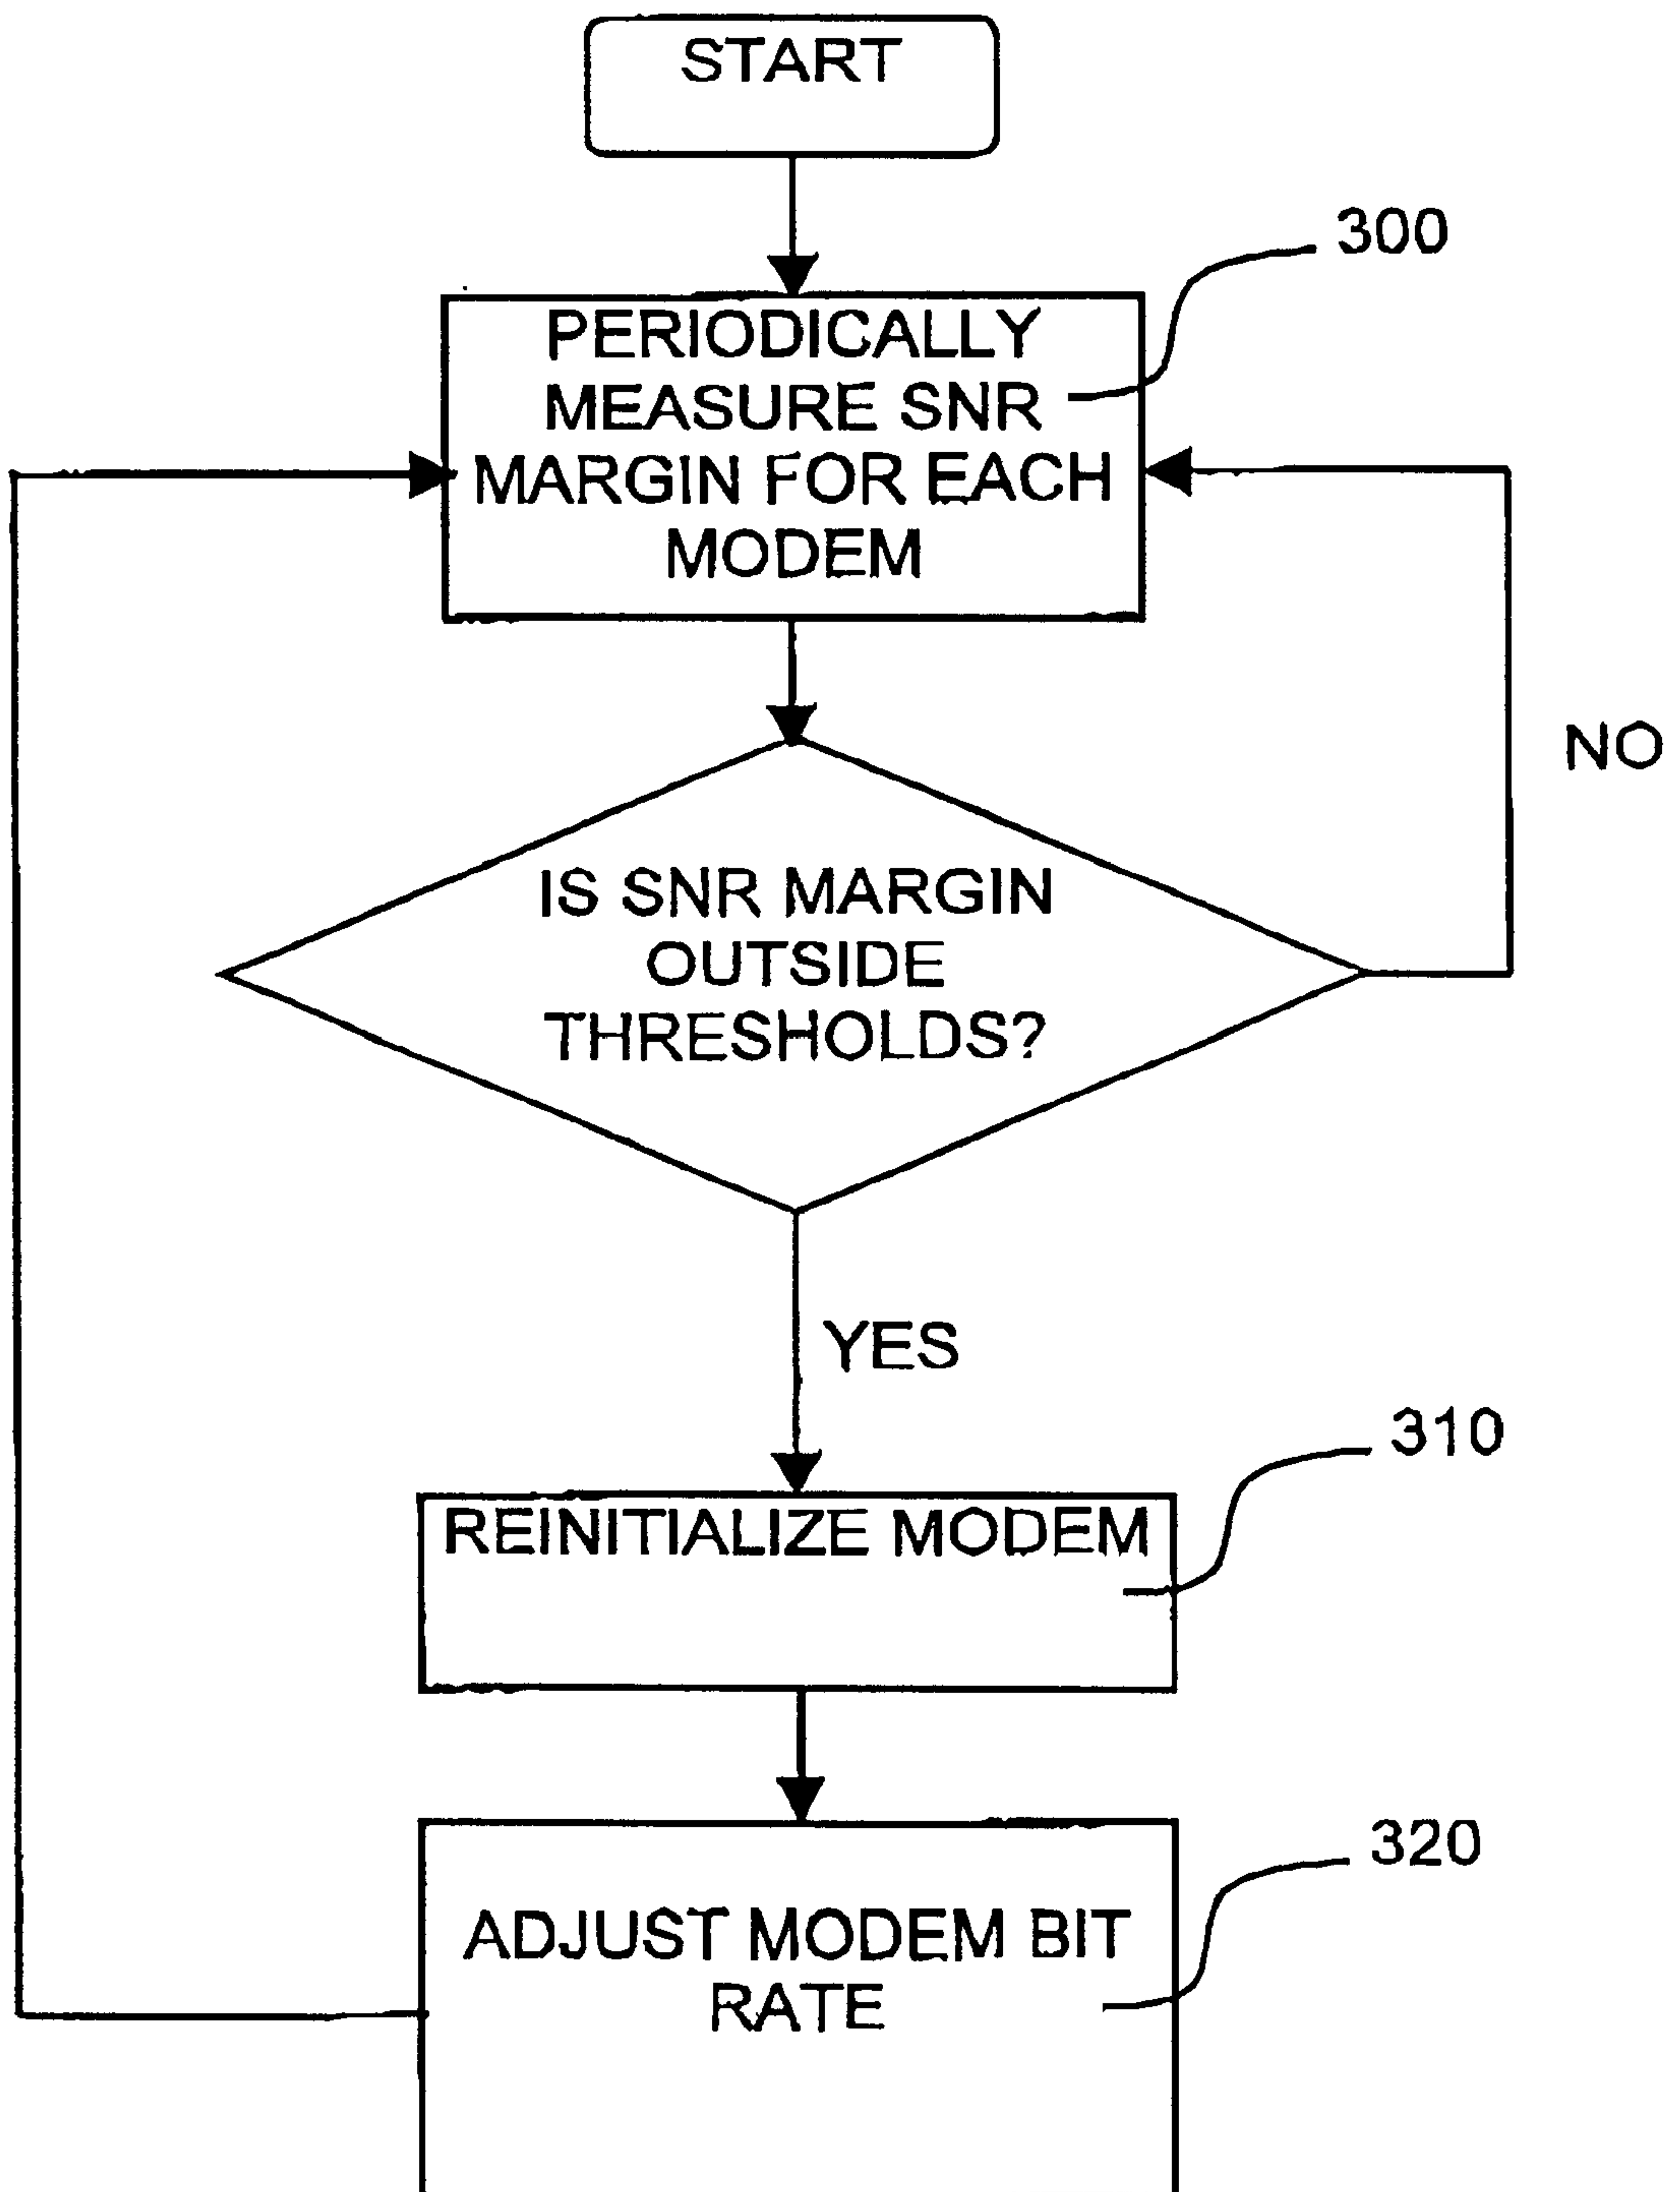 START
300
PERIODICALLY
MEASURE SNR
MARGIN FOR EACH
MODEM
NO
IS SNR MARGIN
OUTSIDE
THRESHOLDS?
YES
310
REINITIALIZE MODEM
320
ADJUST MODEM BIT
RATE